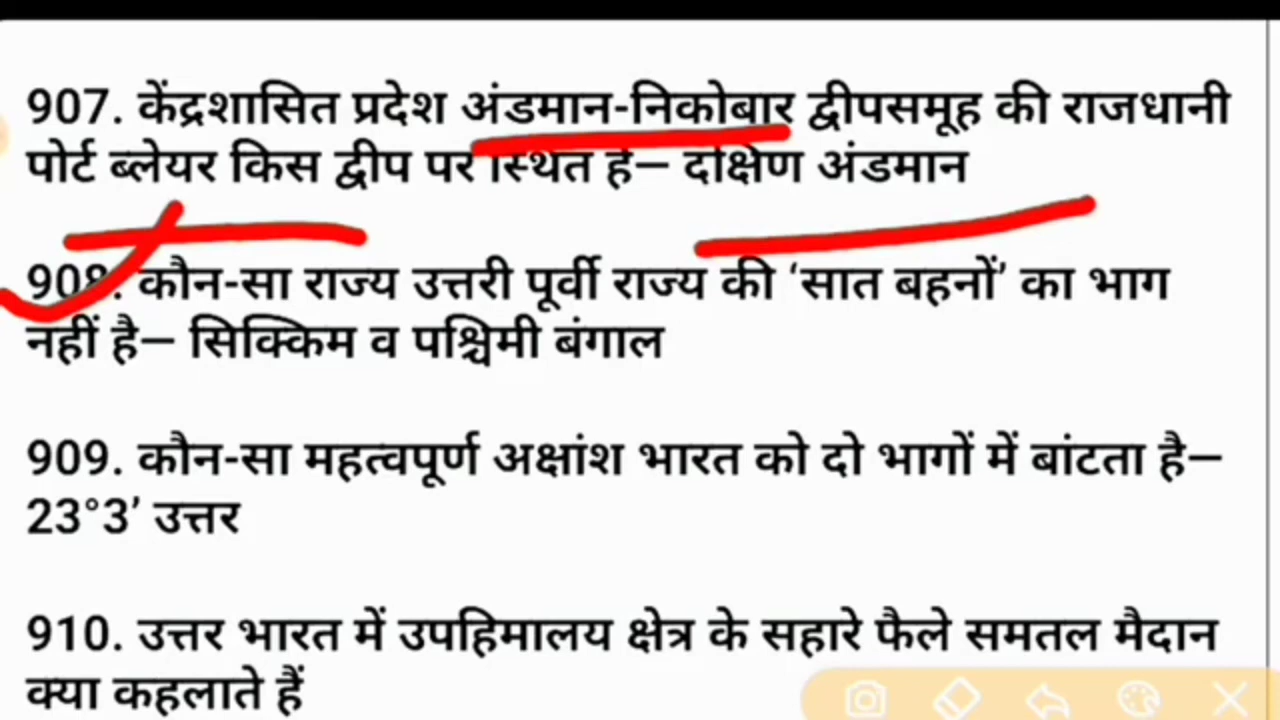 907. केंद्रशासित प्रदेश अंडमान-निकोबार द्वीपसमूह की राजधानी
पोर्ट ब्लेयर किस द्वीप पर स्थित है— दक्षिण अंडमान
908. कौन-सा राज्य उत्तरी पूर्वी राज्य की ‘सात बहनों’ का भाग
नहीं है— सिक्किम व पश्चिमी बंगाल
909. कौन-सा महत्वपूर्ण अक्षांश भारत को दो भागों में बांटता है—
23°3’ उत्तर
910. उत्तर भारत में उपहिमालय क्षेत्र के सहारे फैले समतल मैदान
क्या कहलाते हैं